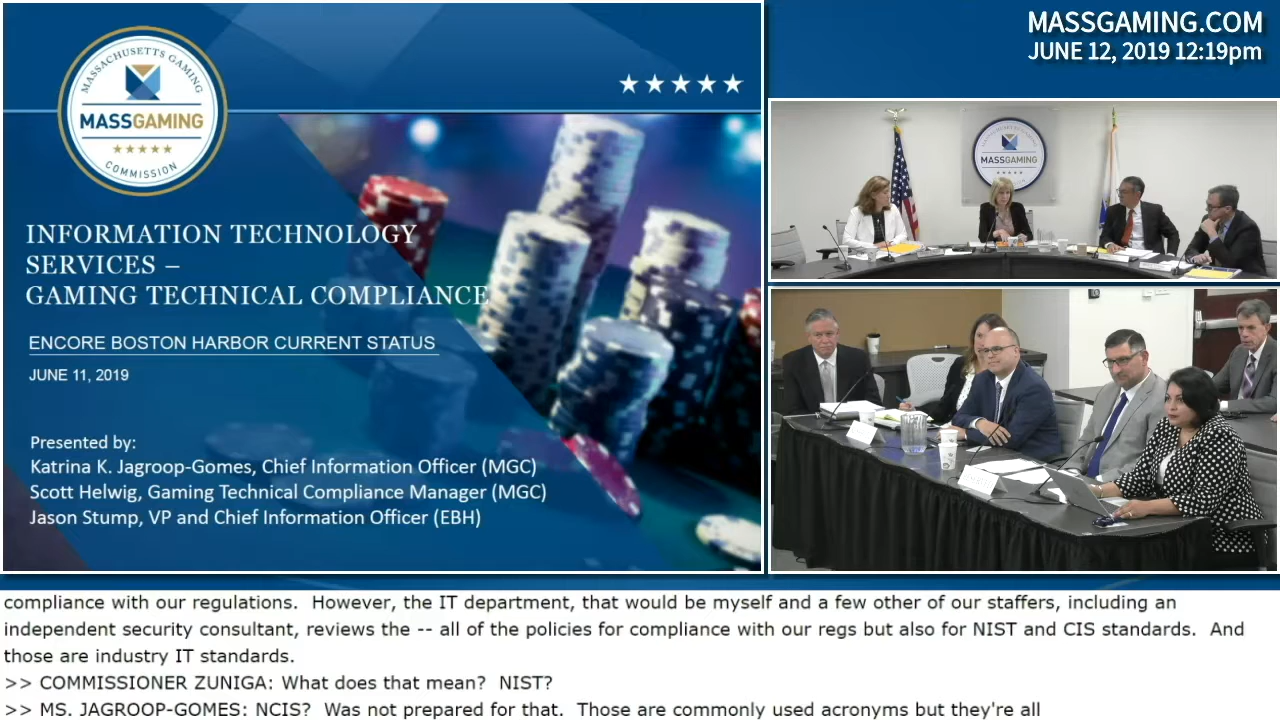 MASSGAMING.COM
JUNE 12, 2019 12:19pm
MASSACHUSETTS GAMING
MASSGAMING
COMMISSION
INFORMATION TECHNOLOGY
SERVICES –
GAMING TECHNICAL COMPLIANCE
ENCORE BOSTON HARBOR CURRENT STATUS
JUNE 11, 2019
Presented by:
Katrina K. Jagroop-Gomes, Chief Information Officer (MGC)
Scott Helwig, Gaming Technical Compliance Manager (MGC)
Jason Stump, VP and Chief Information Officer (EBH)
MASSGAMING
compliance with our regulations. However, the IT department, that would be myself and a few other of our staffers, including an
independent security consultant, reviews the -- all of the policies for compliance with our regs but also for NIST and CIS standards. And
those are industry IT standards.
>> COMMISSIONER ZUNIGA: What does that mean? NIST?
>> MS. JAGROOP-GOMES: NCIS? Was not prepared for that. Those are commonly used acronyms but they're all